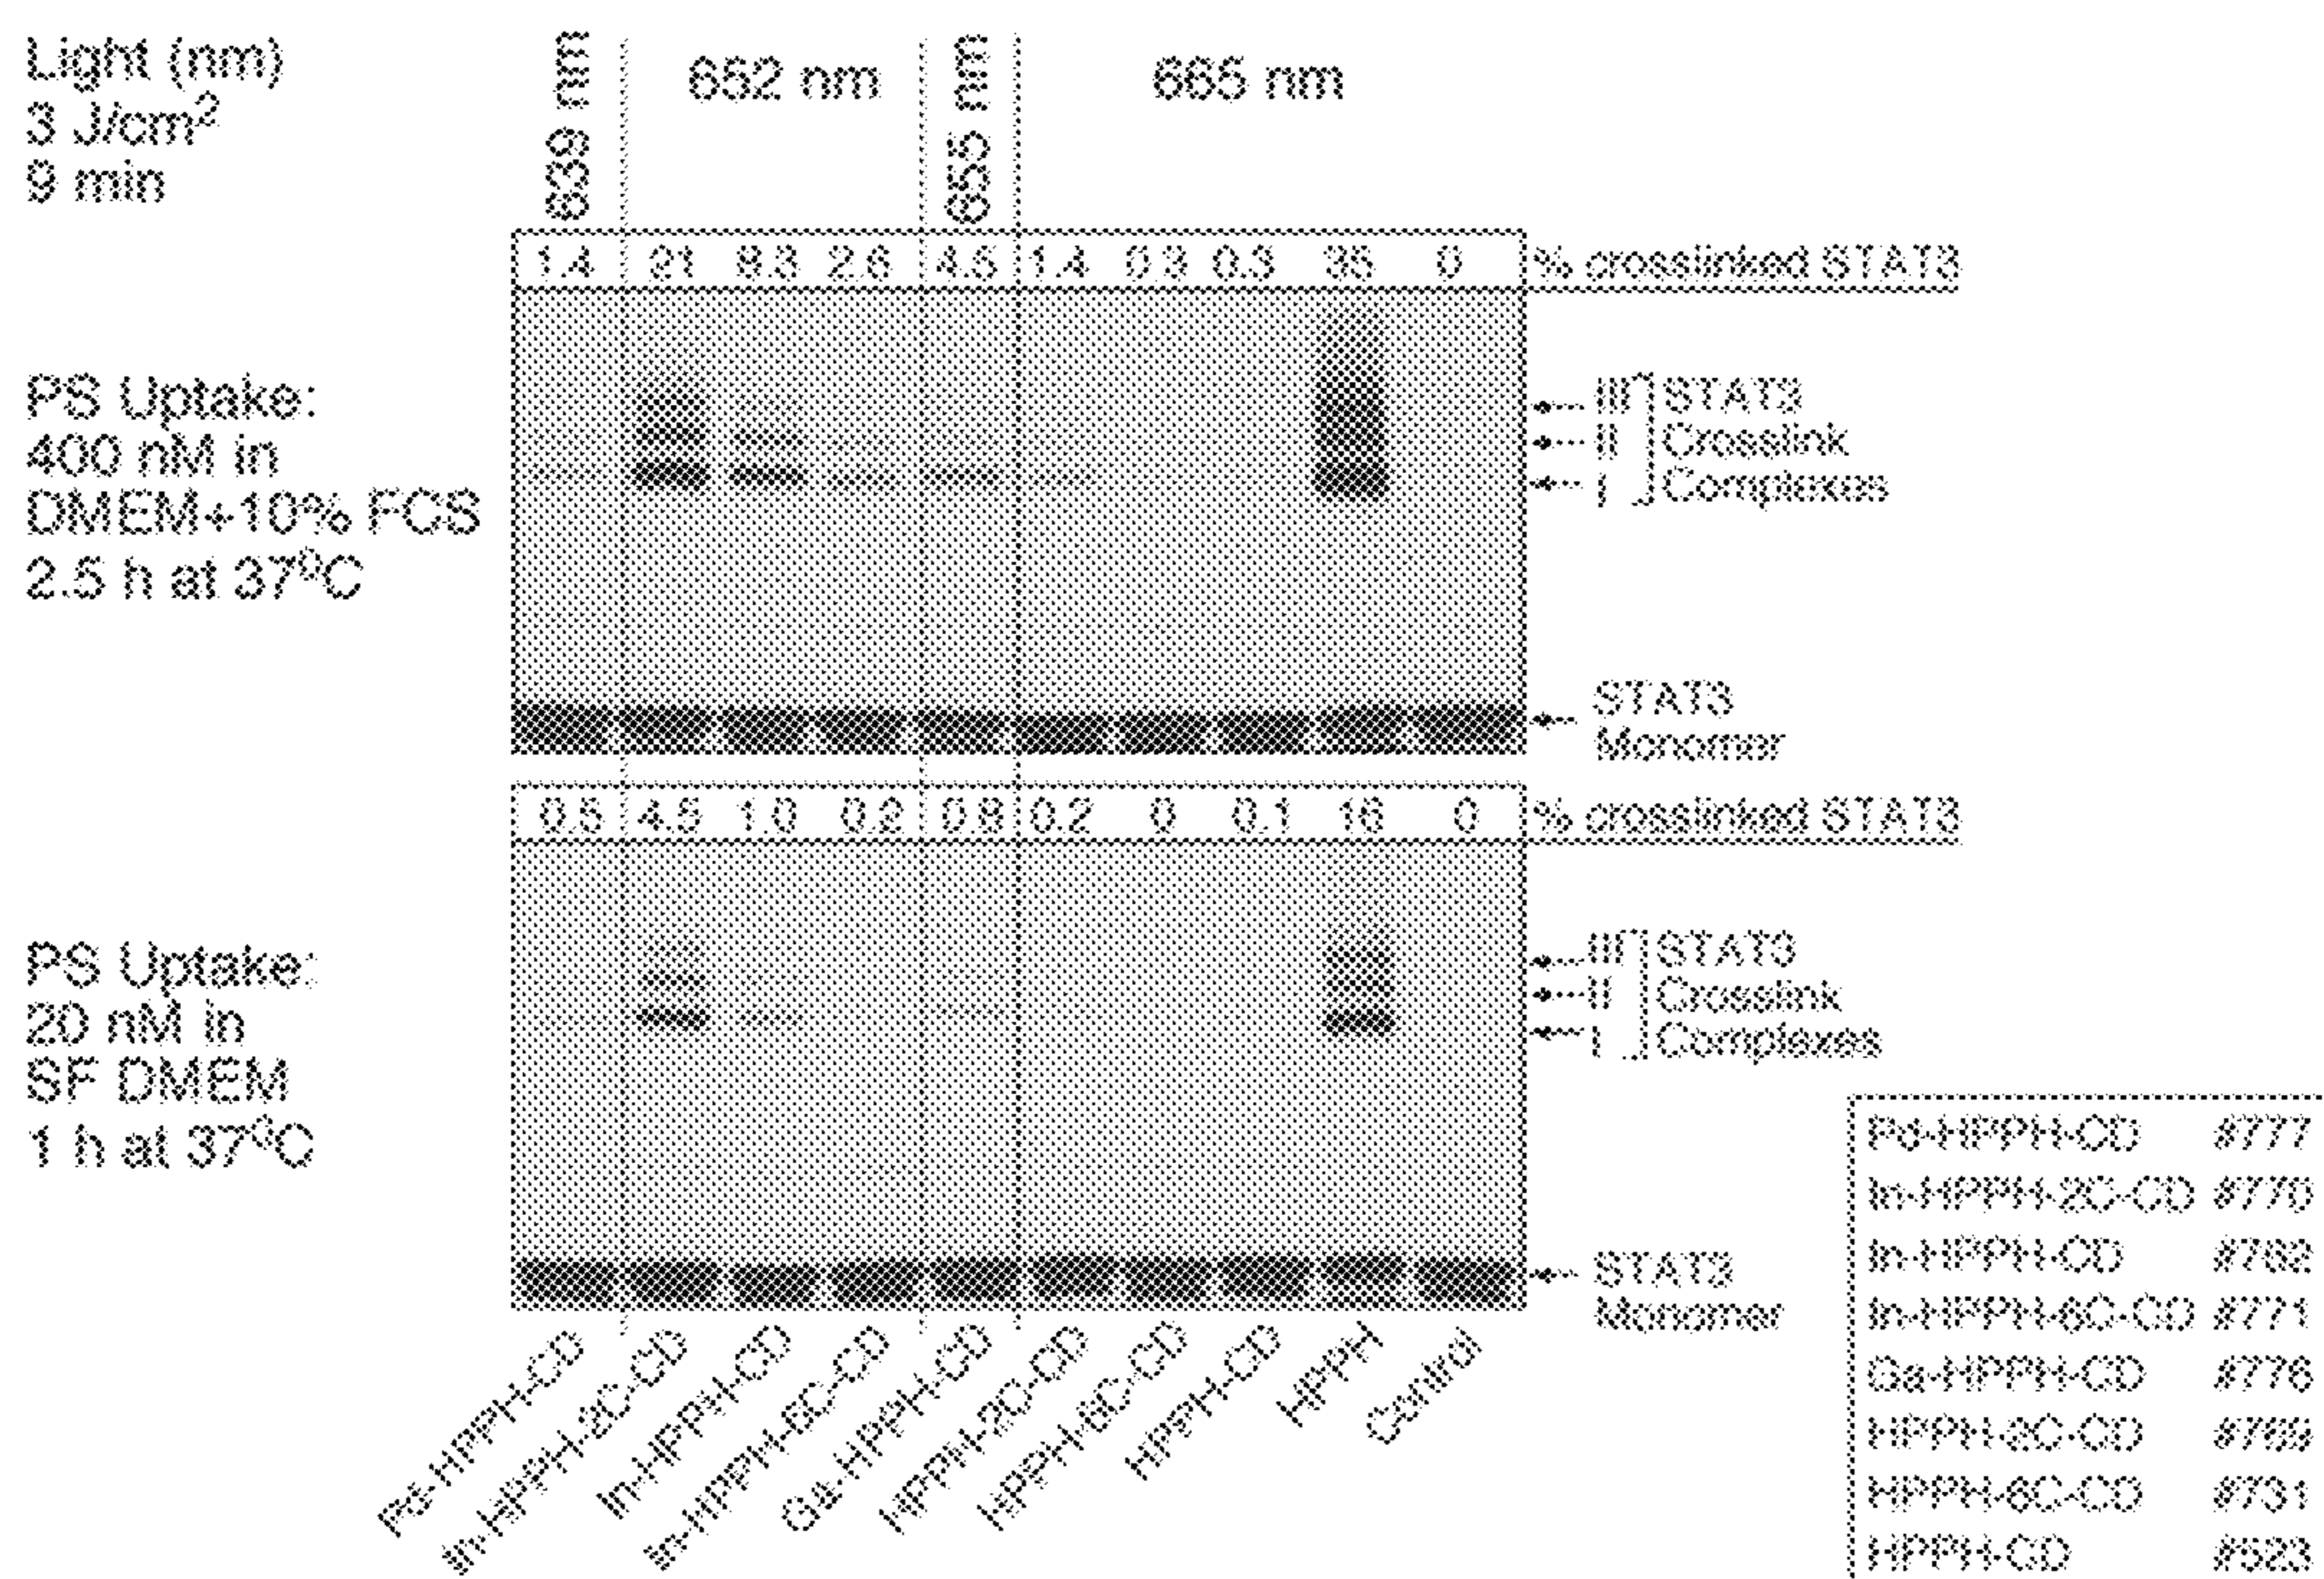 Light (nm)
3 J/cm²
9 min
639 nm
652 nm
655 nm
665 nm
1.4 21 9.3 2.6 4.5 1.4 0.3 0.3 35 0 % crosslinked STAT3
PS Uptake:
400 nM in
DMEM+10% FCS
2.5 h at 37⁰C
III STAT3
II Crosslink
I Complexes
STAT3
Monomer
0.5 4.5 1.0 0.2 0.8 0.2 0 0.1 16 0 % crosslinked STAT3
PS Uptake:
20 nM in
SF DMEM
1 h at 37⁰C
III STAT3
II Crosslink
I Complexes
STAT3
Monomer
Pd-HPPH-CD
In-HPPH-2C-CD
In-HPPH-CD
In-HPPH-6C-CD
Ga-HPPH-CD
HPPH-2C-CD
HPPH-6C-CD
HPPH-CD
HPPH
Control
Pd-HPPH-CD #777
In-HPPH-2C-CD #770
In-HPPH-CD
In-HPPH-6C-CD #771
Ga-HPPH-CD #776
HPPH-2C-CD
HPPH-6C-CD #731
HPPH-CD #523